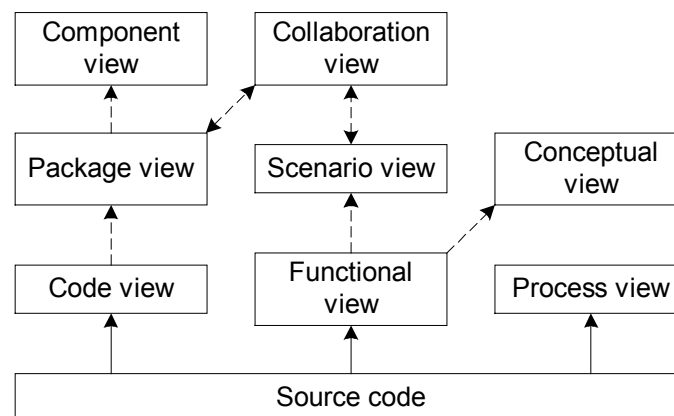 Component
view
Collaboration
view
Package view
Scenario view
Conceptual
view
Code view
Functional
view
Process view
Source code